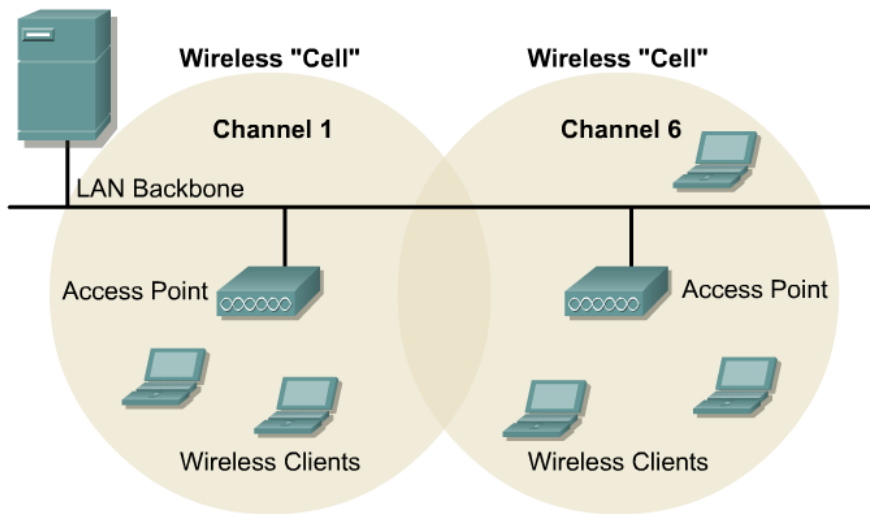 Wireless "Cell"
Wireless "Cell"
Channel 1
Channel 6
LAN Backbone
Access Point
Access Point
Wireless Clients
Wireless Clients